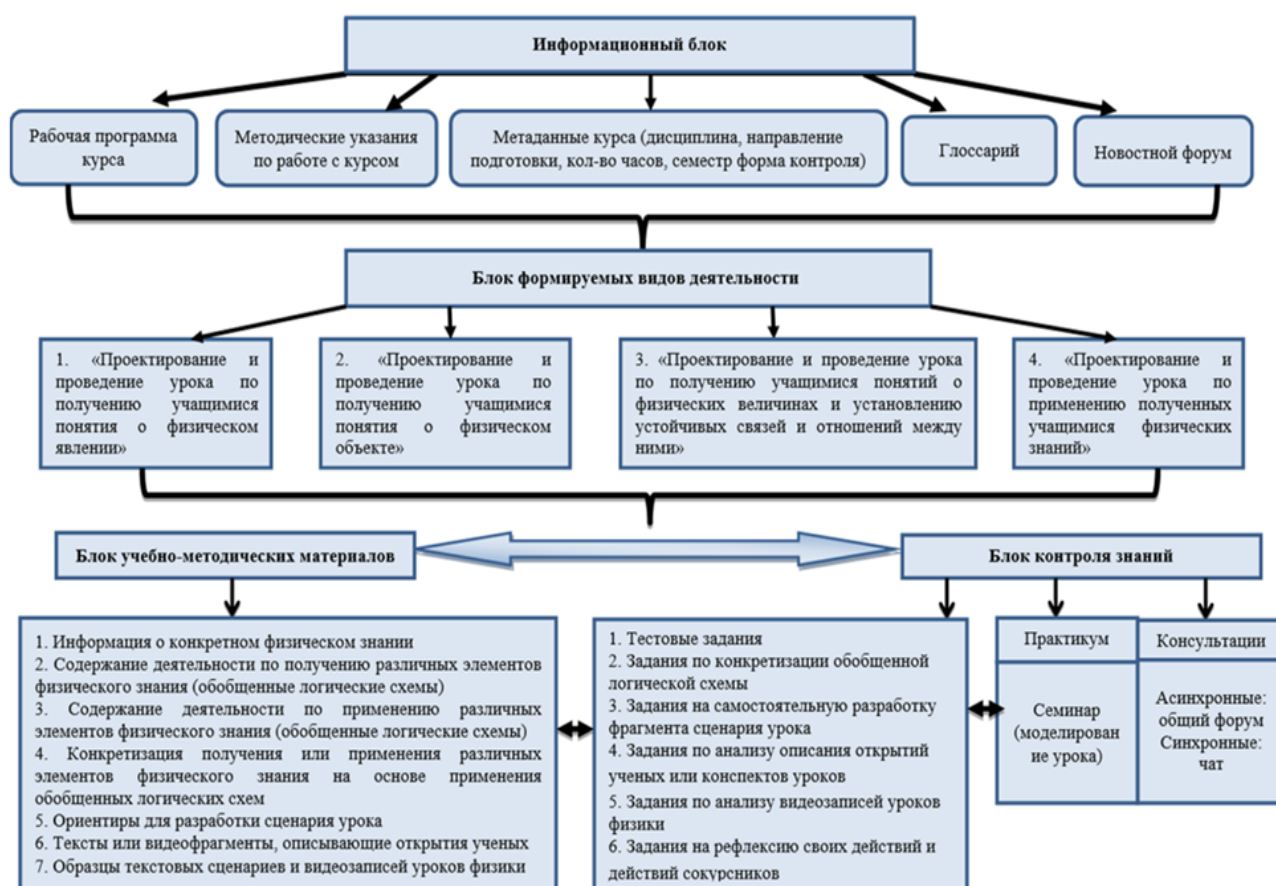 Информационный блок
Рабочая программа
курса
Методические указания
по работе с курсом
Метаданные курса (дисциплина, направление
подготовки, кол-во часов, семестр форма контроля)
Глоссарий
Новостной форум
Блок формируемых видов деятельности
1. «Проектирование и
проведение урока по
получению учащимися
понятия о физическом
явлении»
2. «Проектирование и
проведение урока по
получению учащимися
понятия о физическом
объекте»
3. «Проектирование и проведение урока
по получению учащимися понятий о
физических величинах и установлению
устойчивых связей и отношений между
ними»
4. «Проектирование и
проведение урока по
применению полученных
учащимися физических
знаний»
Блок учебно-методических материалов
Блок контроля знаний
1. Информация о конкретном физическом знании
2. Содержание деятельности по получению различных элементов
физического знания (обобщенные логические схемы)
3. Содержание деятельности по применению различных
элементов физического знания (обобщенные логические схемы)
4. Конкретизация получения или применения различных
элементов физического знания на основе применения
обобщенных логических схем
5. Ориентиры для разработки сценария урока
6. Тексты или видеофрагменты, описывающие открытия ученых
7. Образцы текстовых сценариев и видеозаписей уроков физики
1. Тестовые задания
2. Задания по конкретизации обобщенной
логической схемы
3. Задания на самостоятельную разработку
фрагмента сценария урока
4. Задания по анализу описания открытий
ученых или конспектов уроков
5. Задания по анализу видеозаписей уроков
физики
6. Задания на рефлексию своих действий и
действий сокурсников
Практикум
Семинар
(моделирован
ие урока)
Консультации
Асинхронные:
общий форум
Синхронные:
чат